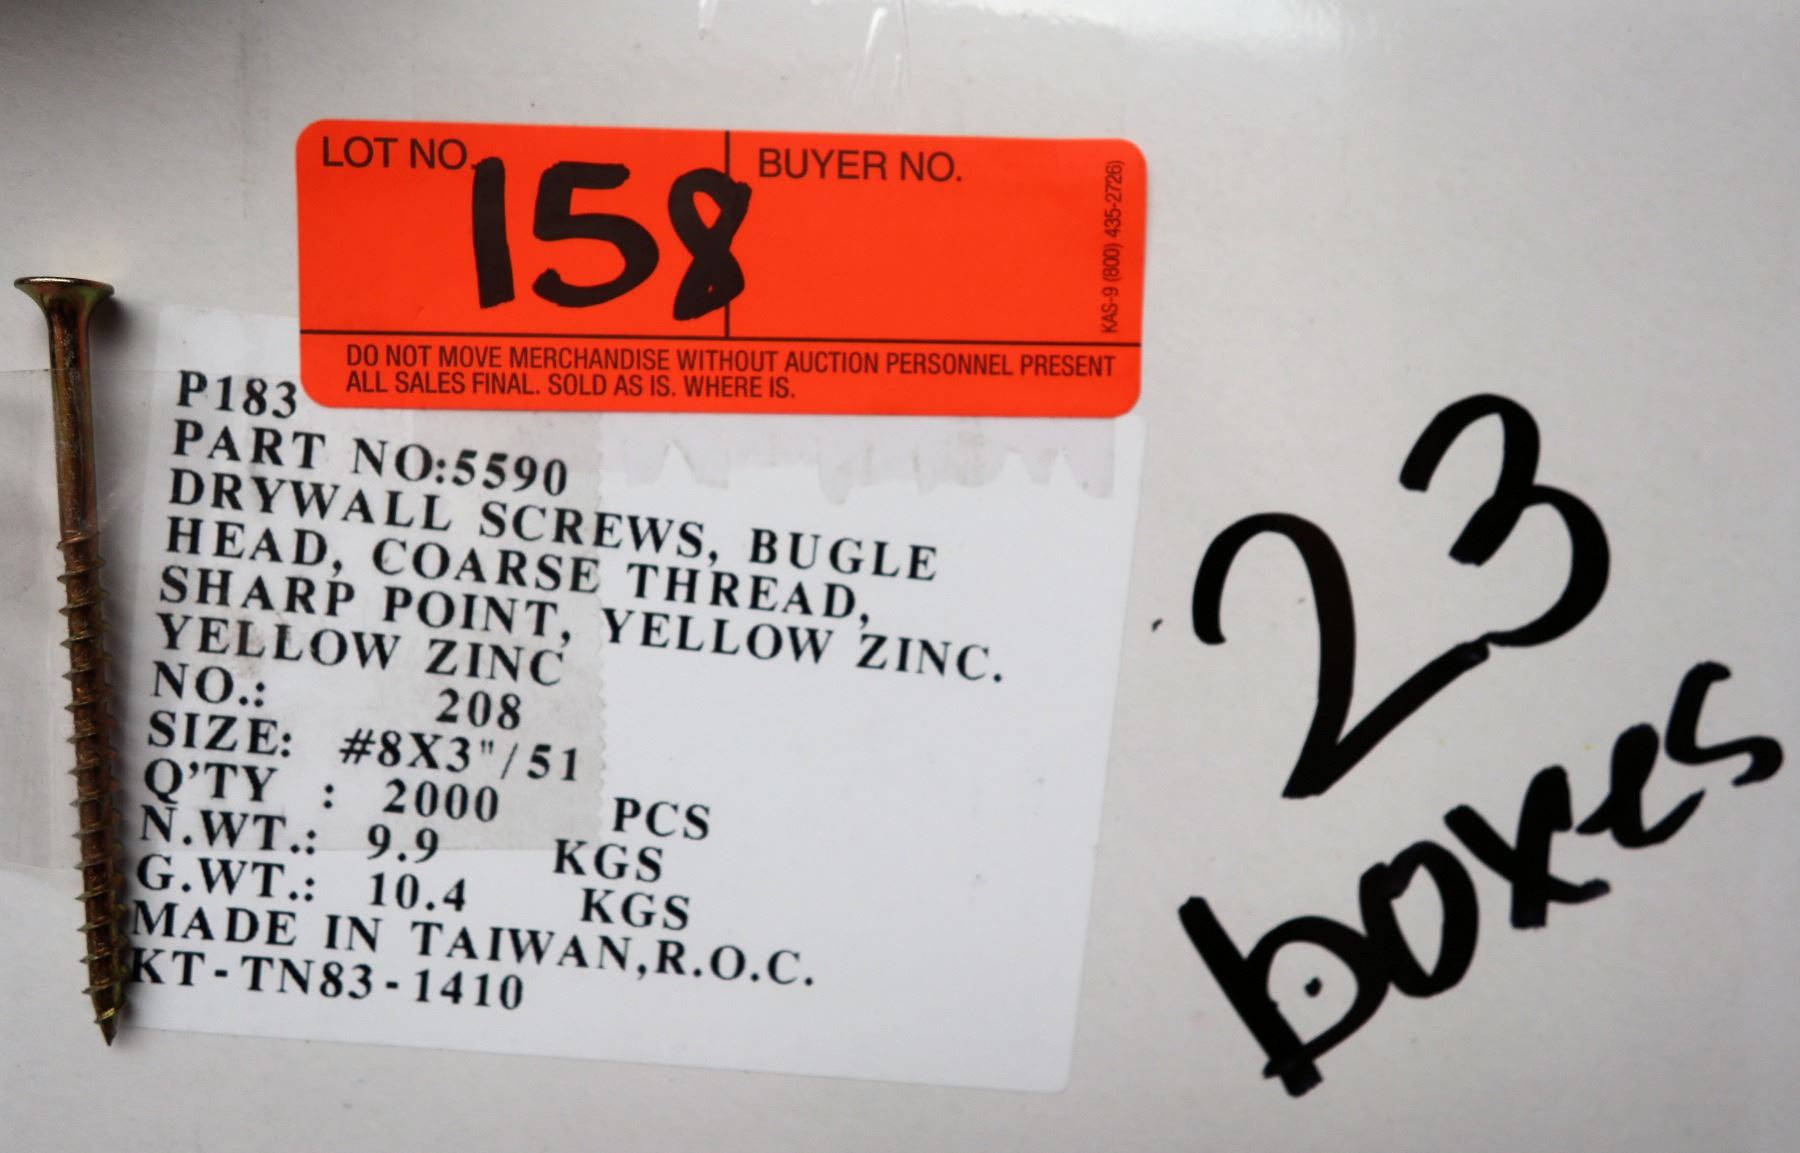 LOT NO.
158
BUYER NO.
KAS-9 (800) 435-2726)
DO NOT MOVE MERCHANDISE WITHOUT AUCTION PERSONNEL PRESENT
ALL SALES FINAL. SOLD AS IS. WHERE IS.
P183
PART NO:5590
DRYWALL SCREWS, BUGLE
HEAD, COARSE THREAD,
SHARP POINT, YELLOW ZINC.
YELLOW ZINC
NO.: 208
SIZE: #8X3"/51
Q'TY : 2000 PCS
N.WT.: 9.9 KGS
G.WT.: 10.4 KGS
MADE IN TAIWAN,R.O.C.
KT-TN83-1410
23
boxes